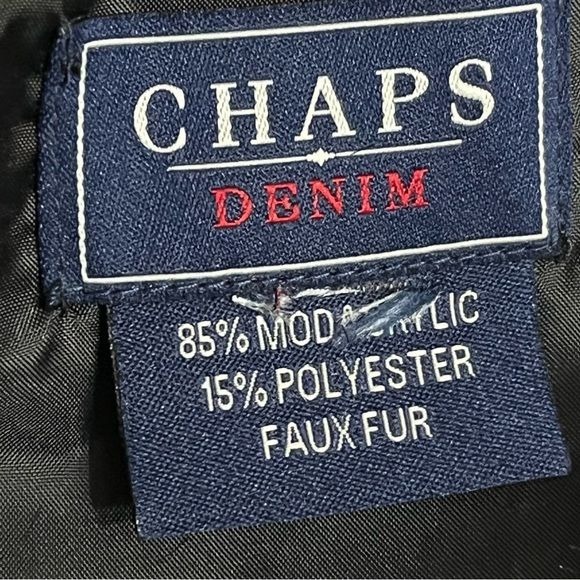 CHAPS
DENIM
85% MOD
15% POLYESTER
FAUX FUR